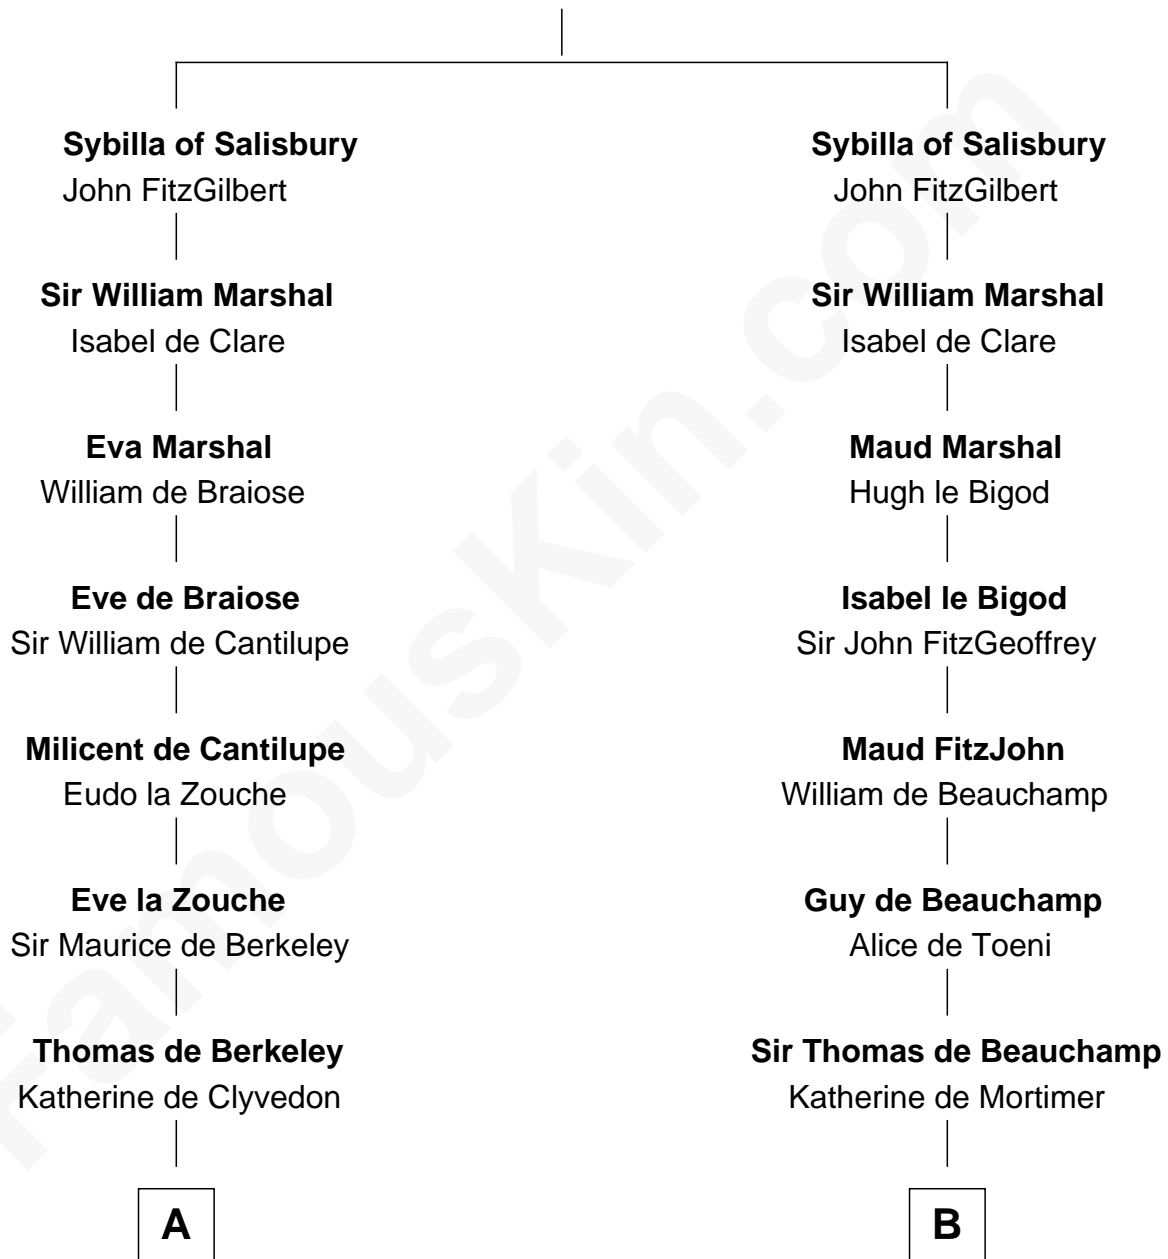 Sybilla of Salisbury
John FitzGilbert
Sir William Marshal
Isabel de Clare
Eva Marshal
William de Braiose
Eve de Braiose
Sir William de Cantilupe
Milicent de Cantilupe
Eudo la Zouche
Eve la Zouche
Sir Maurice de Berkeley
Thomas de Berkeley
Katherine de Clyvedon
A
Sybilla of Salisbury
John FitzGilbert
Sir William Marshal
Isabel de Clare
Maud Marshal
Hugh le Bigod
Isabel le Bigod
Sir John FitzGeoffrey
Maud FitzJohn
William de Beauchamp
Guy de Beauchamp
Alice de Toeni
Sir Thomas de Beauchamp
Katherine de Mortimer
B
FamousKin.com